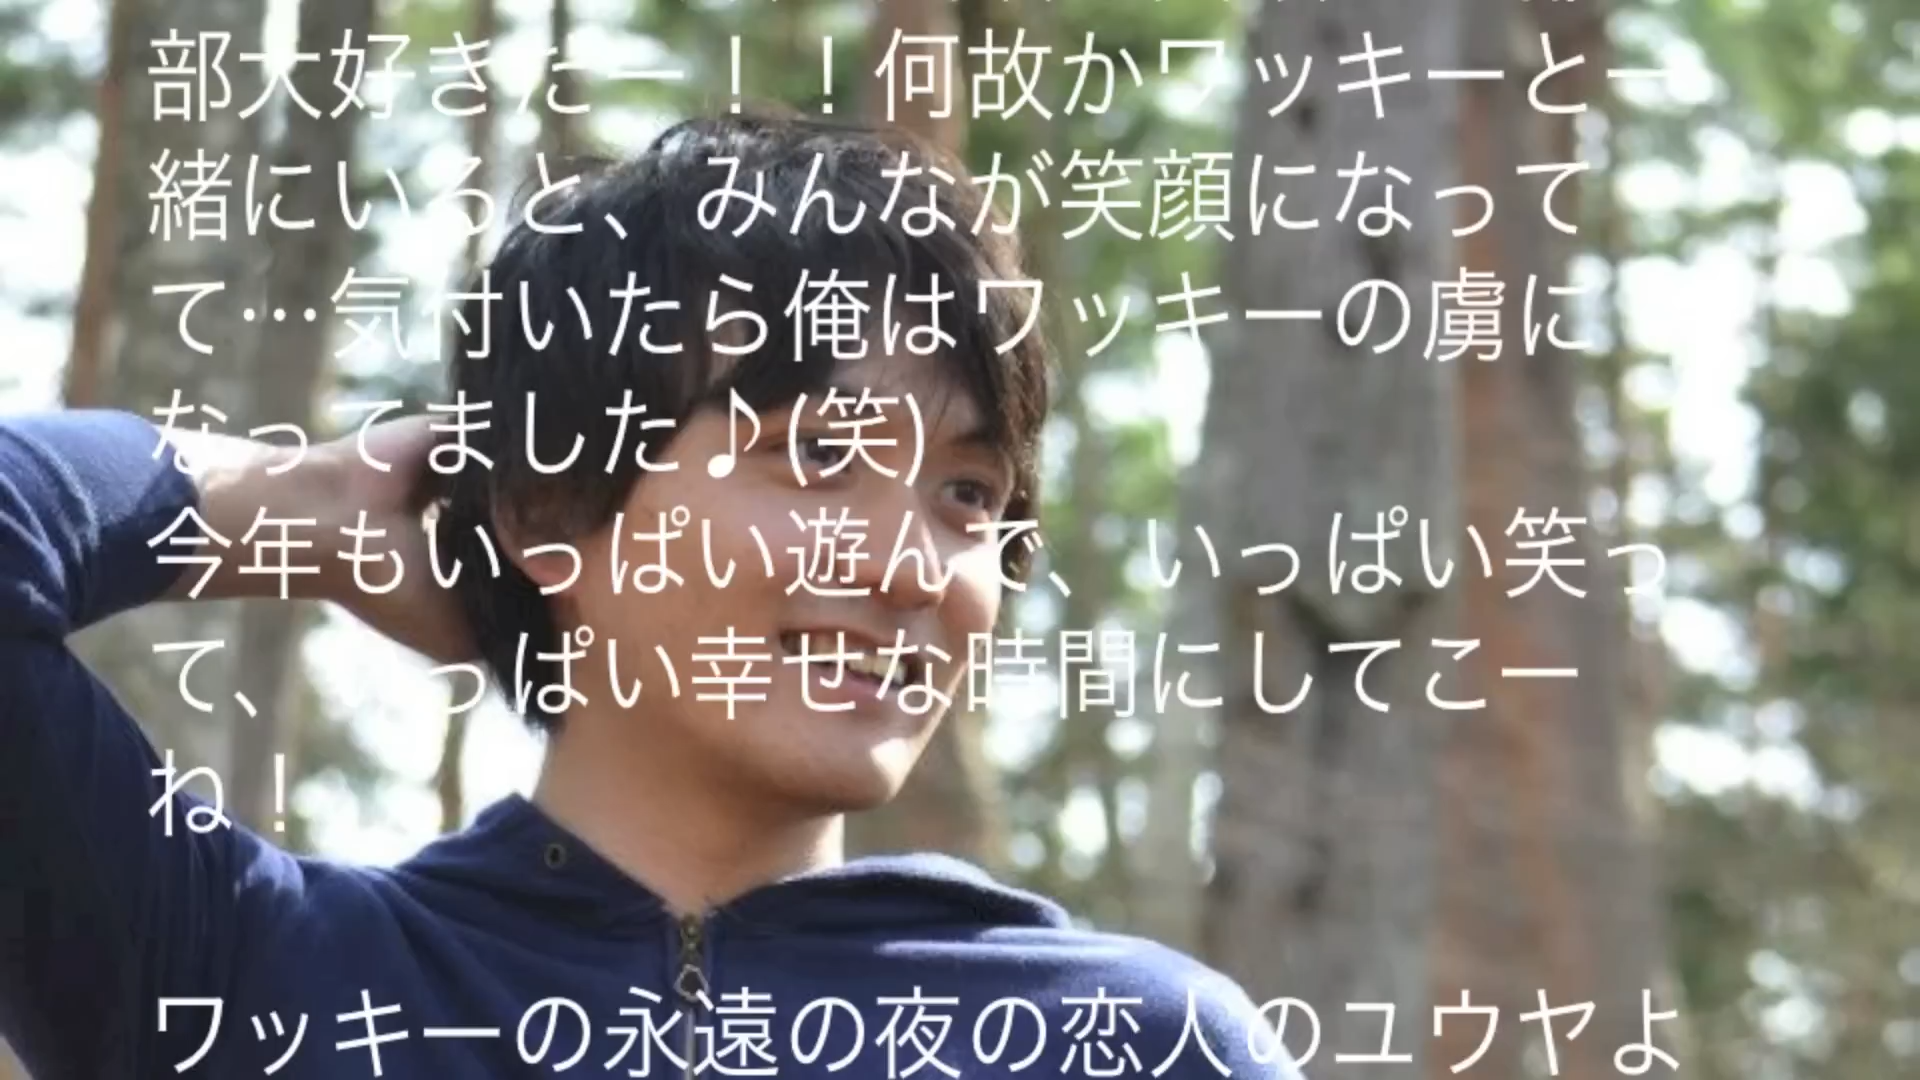 部大好きだー！！何故かワッキーと一
緒にいると、みんなが笑顔になって
て…気付いたら俺はワッキーの虜に
なってました♪(笑)
今年もいっぱい遊んで、いっぱい笑っ
て、いっぱい幸せな時間にしてこー
ね！
ワッキーの永遠の夜の恋人のユウヤよ